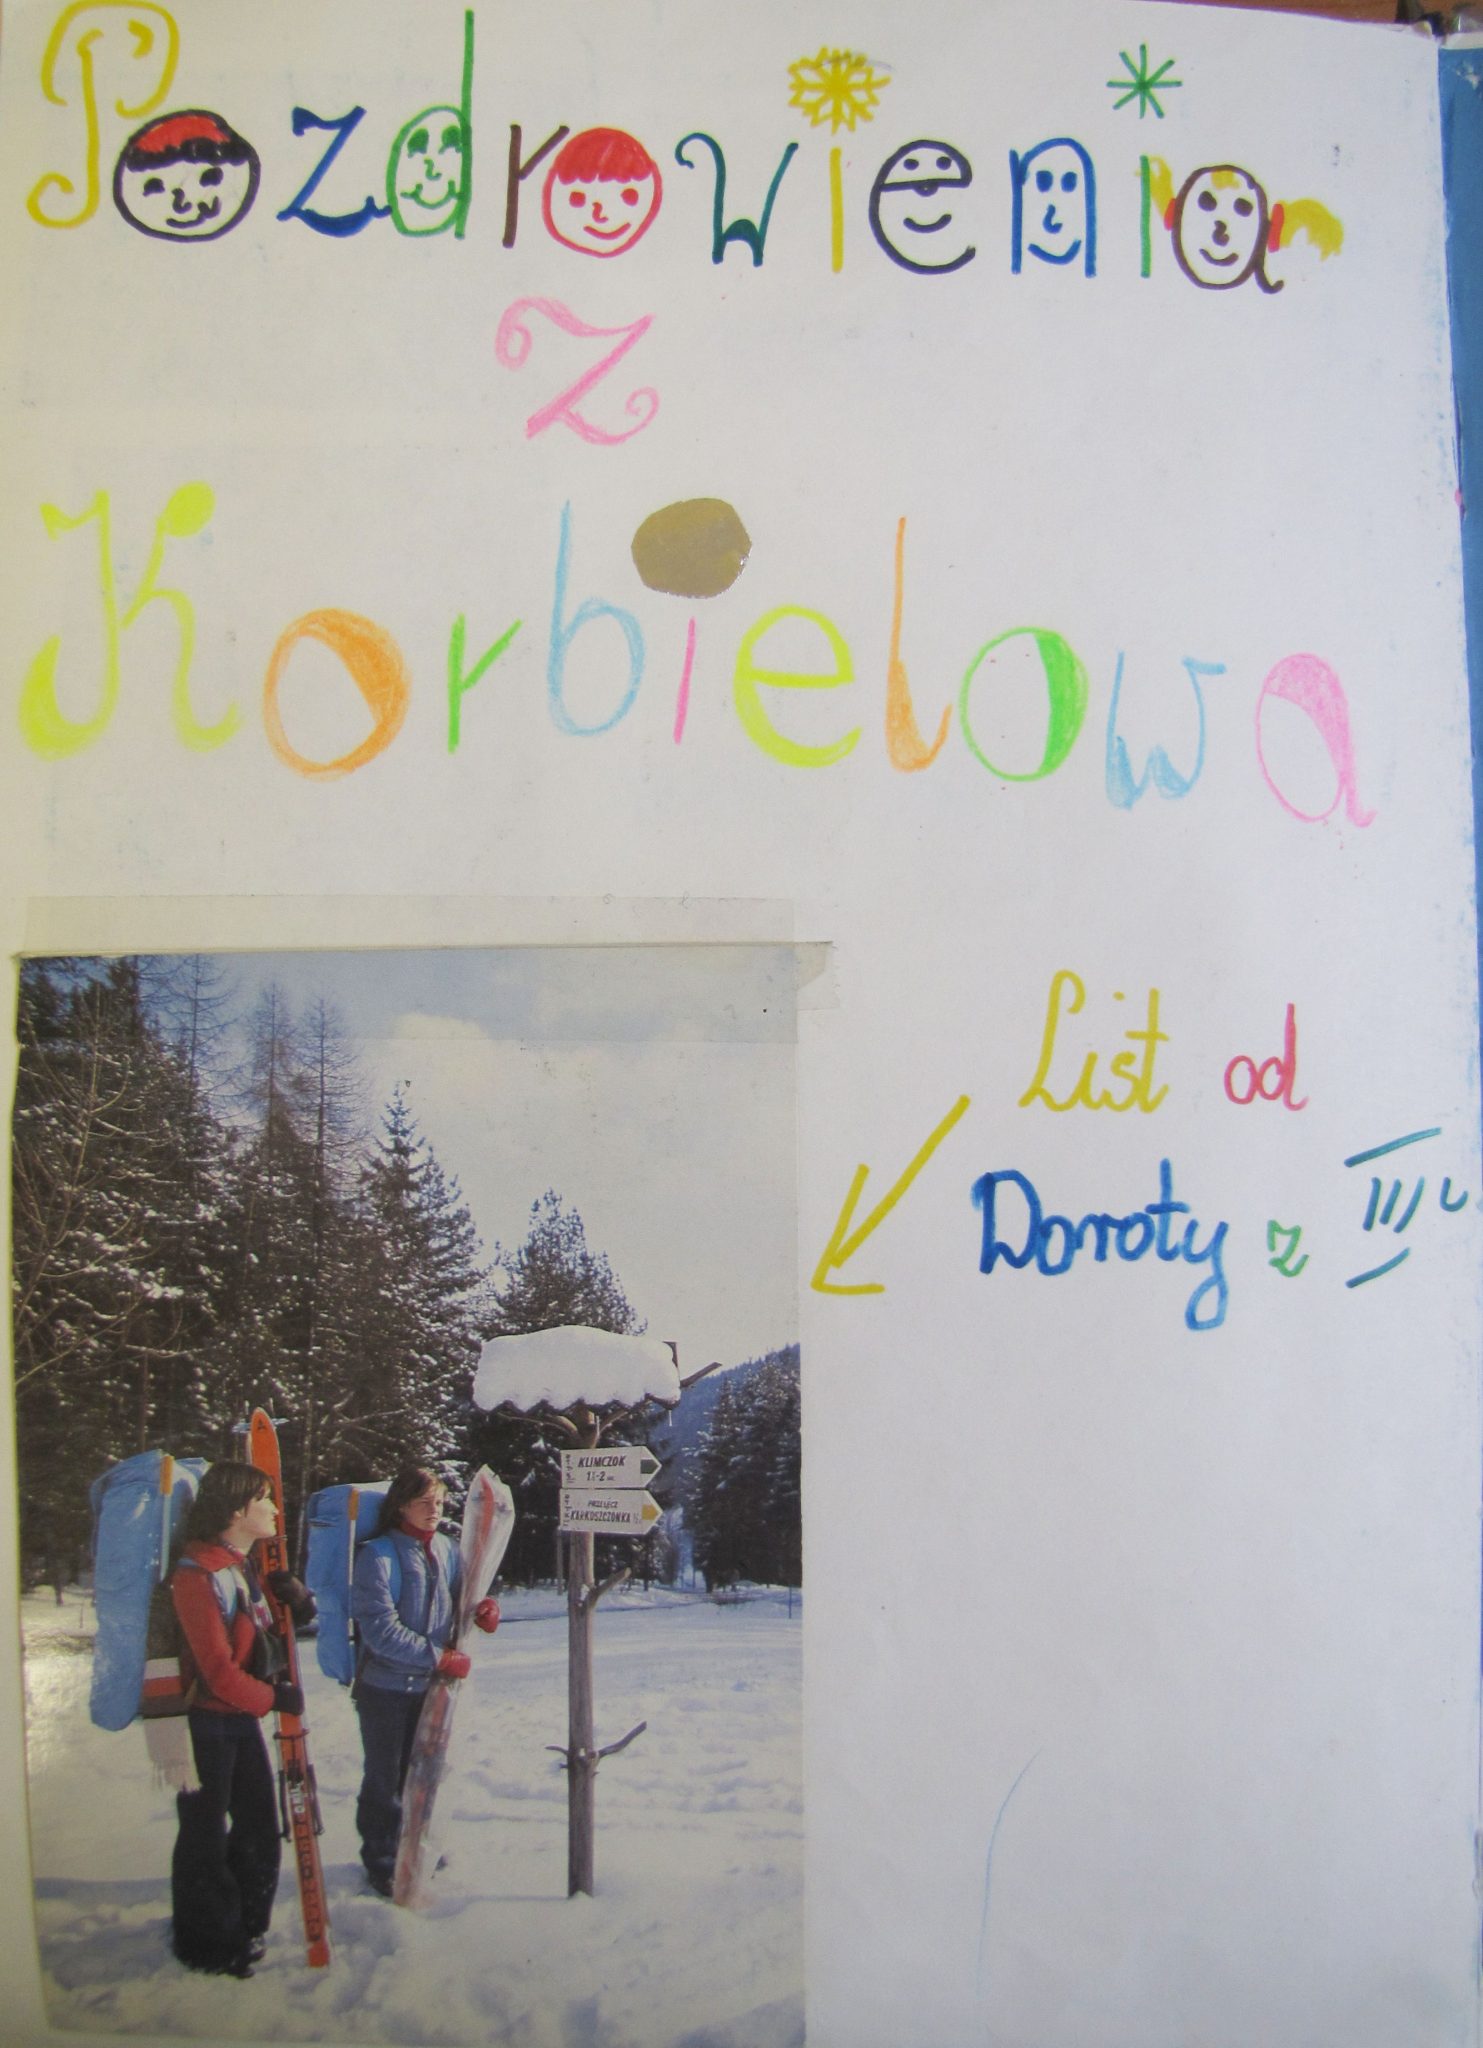 Pozdrowienia
z
Korbielowa
List od
Doroty z III
KLIMCZOK
PRZEŁĘCZ
KARKOSZCZONKA